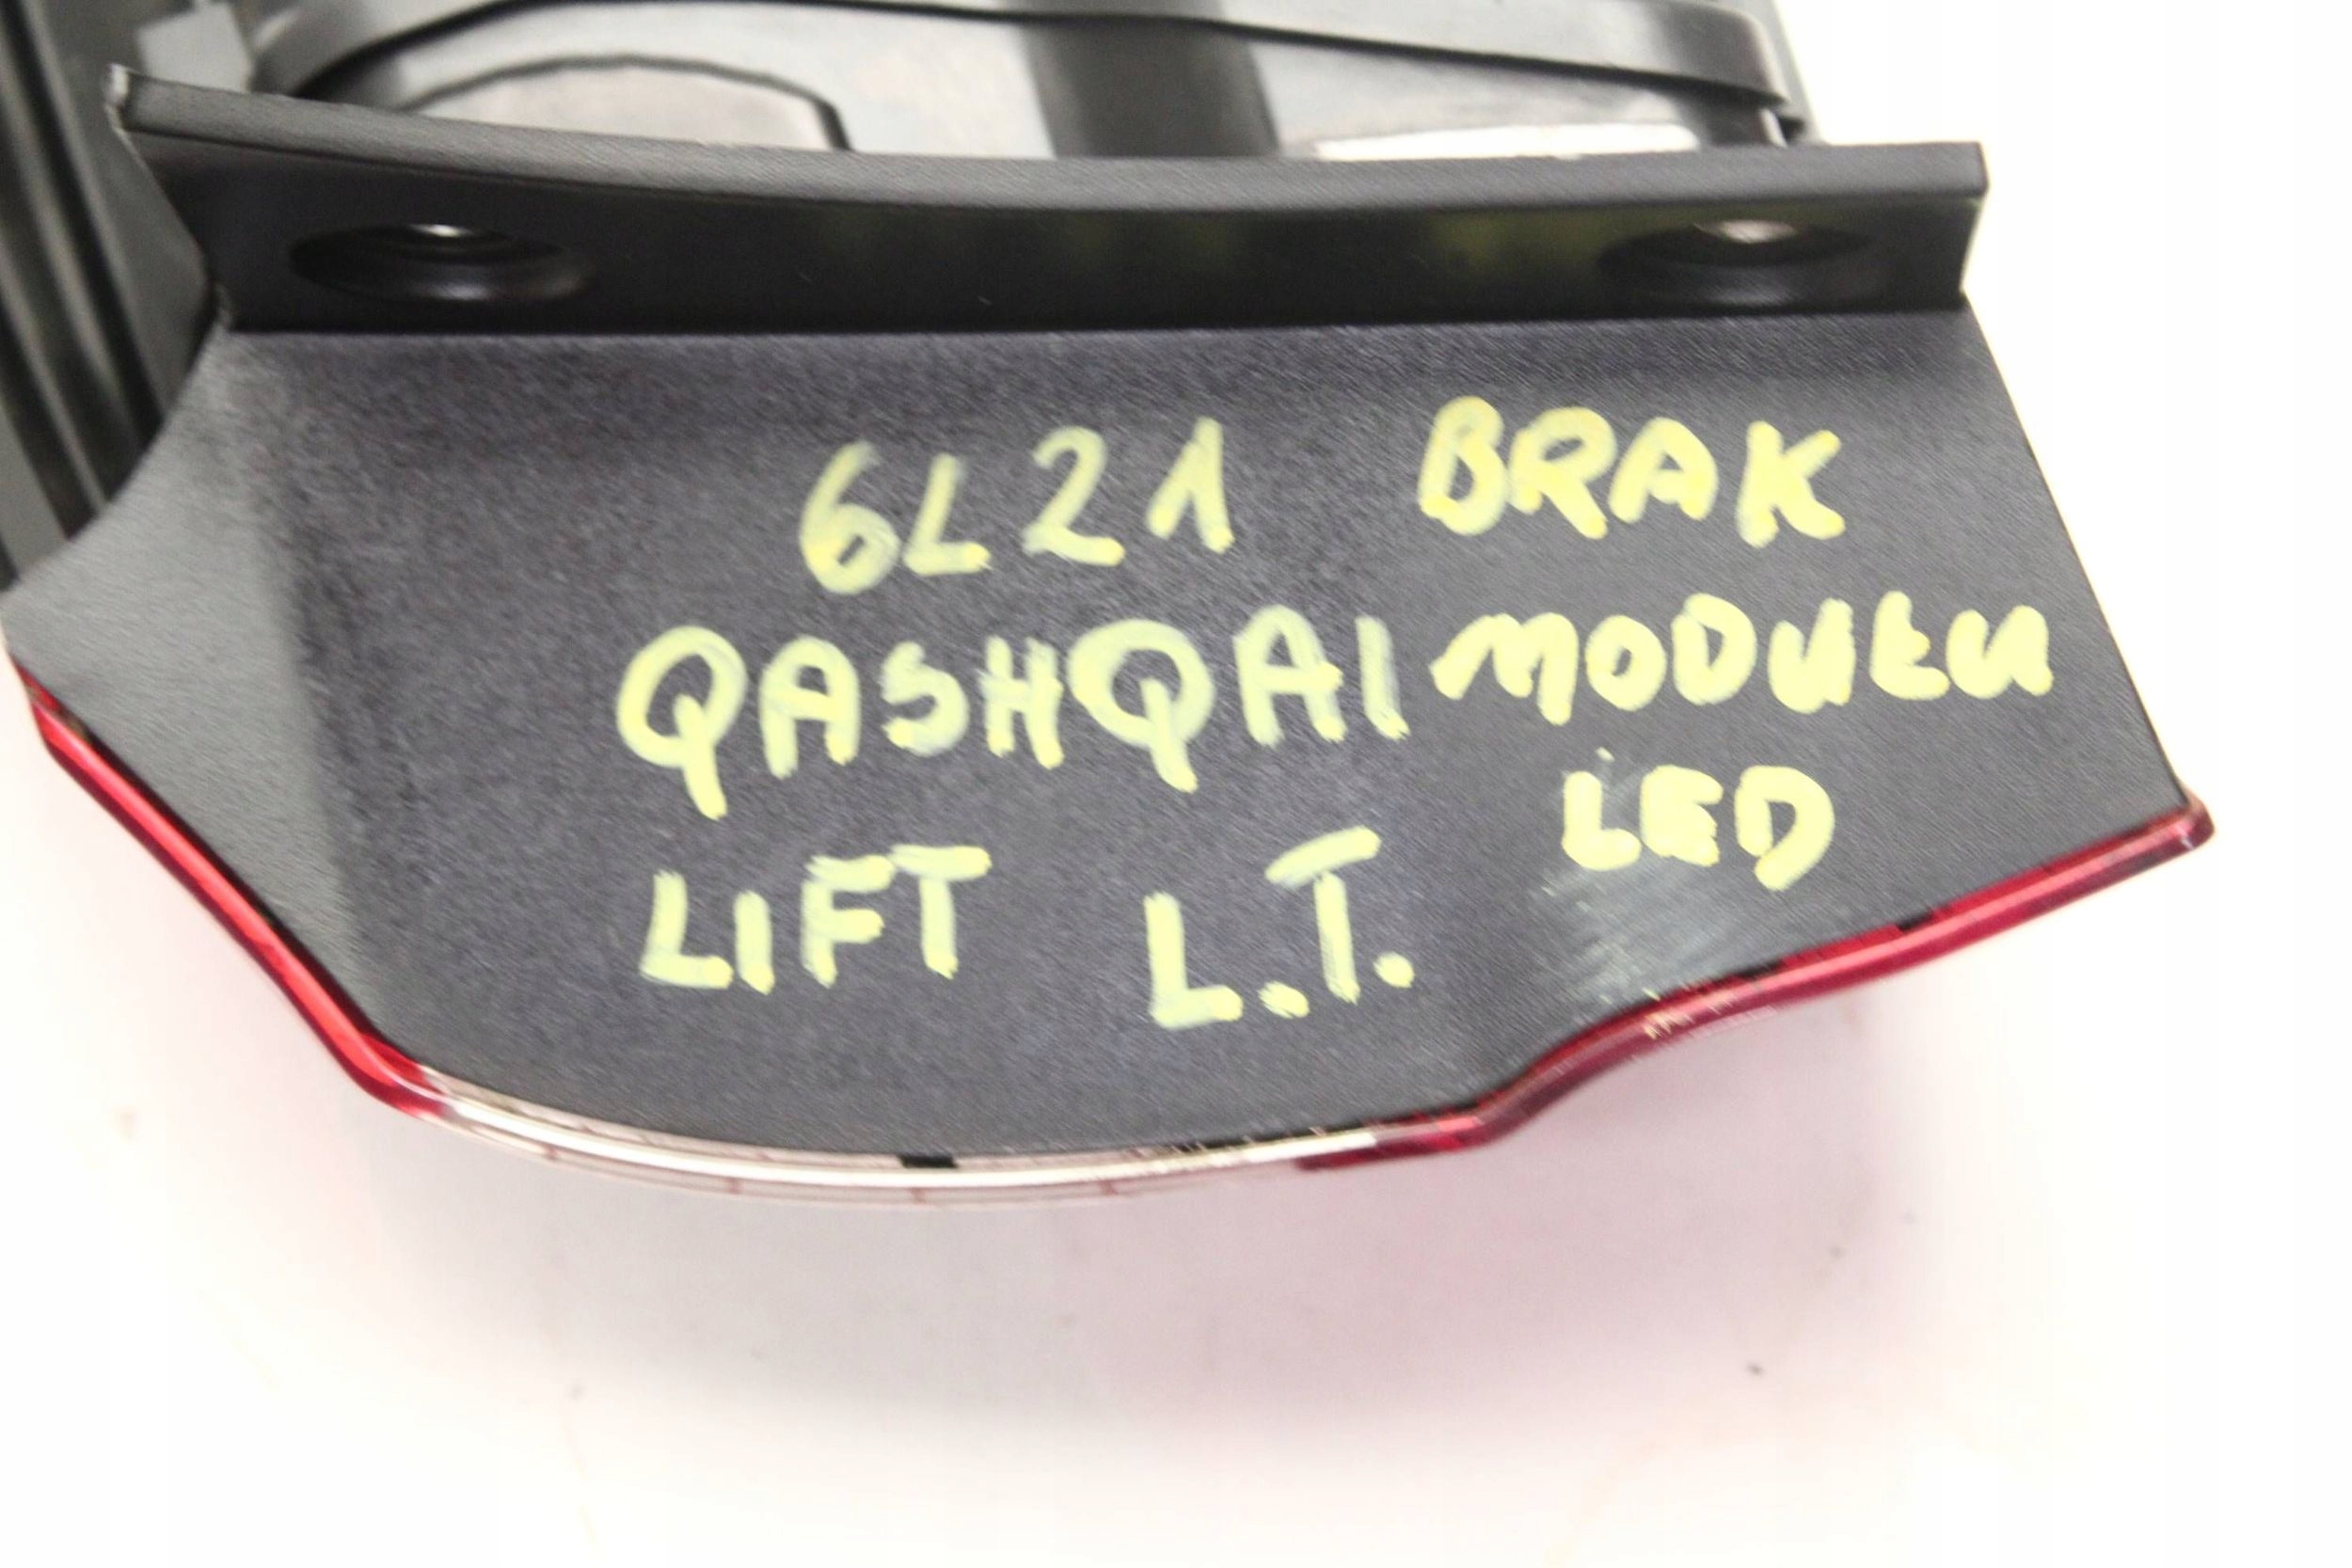 6L21
QASHQAI
LIFT L.T.
BRAK
MODUŁU
LED